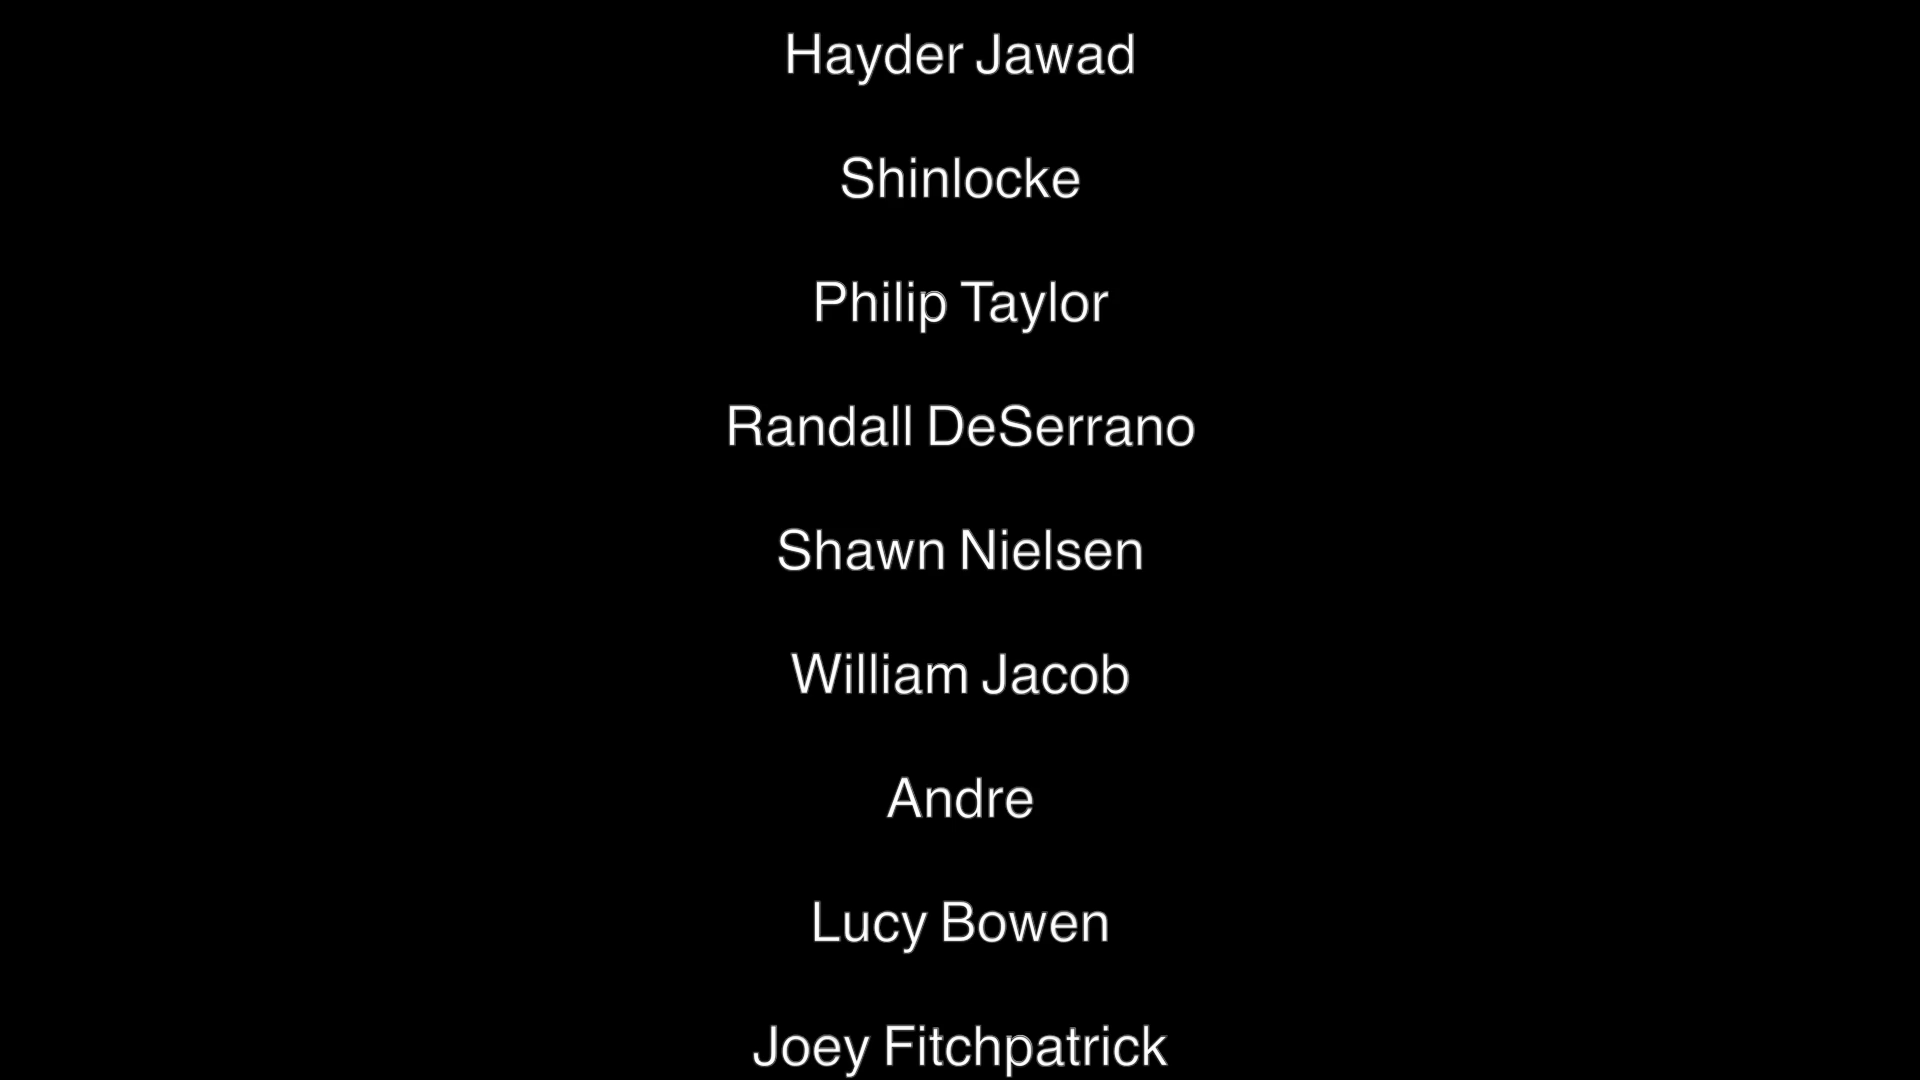 Hayder Jawad
Shinlocke
Philip Taylor
Randall DeSerrano
Shawn Nielsen
William Jacob
Andre
Lucy Bowen
Joey Fitchpatrick